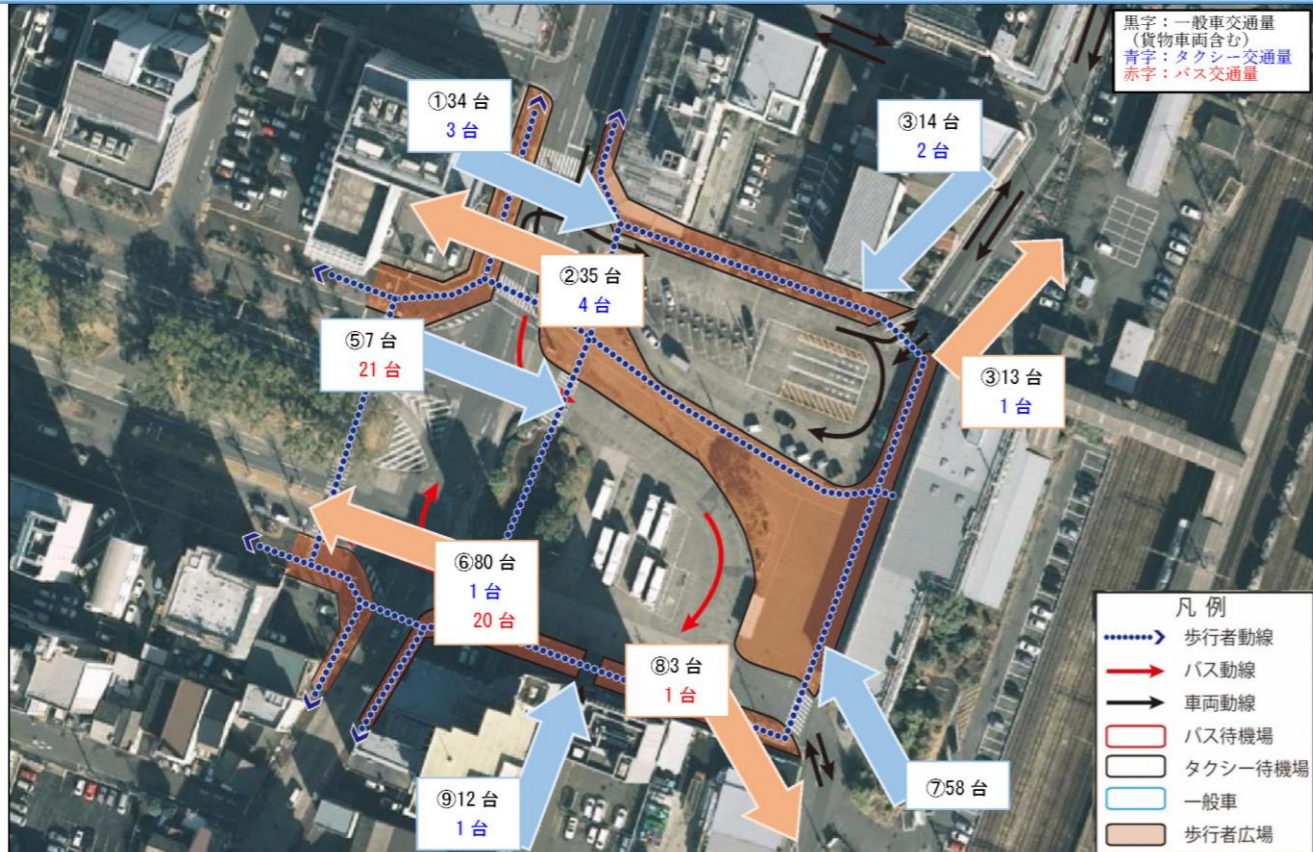 黒字：一般車交通量
（貨物車両含む）
青字：タクシー交通量
赤字：バス交通量
①34 台
3 台
③14 台
2 台
②35 台
4 台
⑤7 台
21 台
③13 台
1 台
⑥80 台
1 台
20 台
⑧3 台
1 台
⑦58 台
⑨12 台
1 台
凡 例
歩行者動線
バス動線
車両動線
バス待機場
タクシー待機場
一般車
歩行者広場